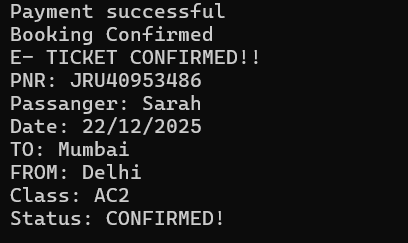 Payment successful
Booking Confirmed
E- TICKET CONFIRMED!!
PNR: JRU40953486
Passanger: Sarah
Date: 22/12/2025
TO: Mumbai
FROM: Delhi
Class: AC2
Status: CONFIRMED!